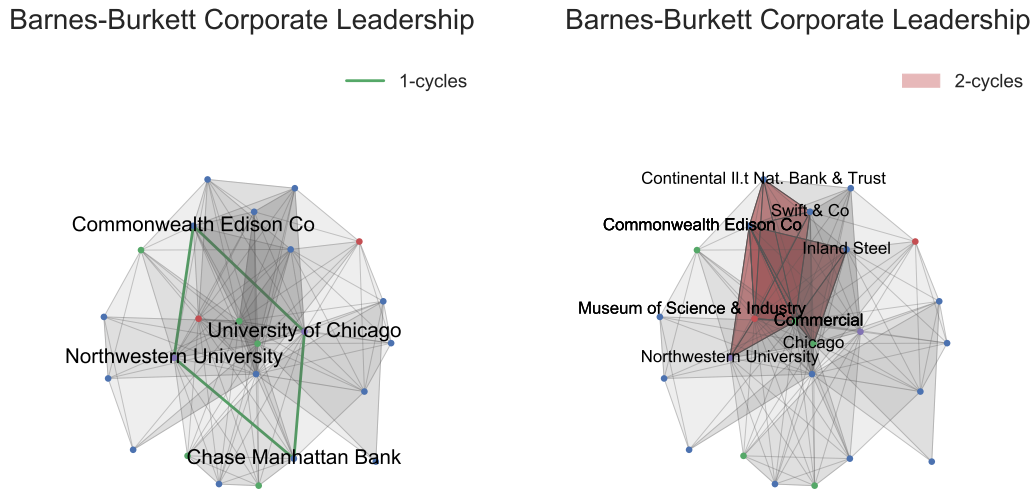 Barnes-Burkett Corporate Leadership
1-cycles
Commonwealth Edison Co
University of Chicago
Northwestern University
Chase Manhattan Bank
Barnes-Burkett Corporate Leadership
2-cycles
Continental Il.t Nat. Bank & Trust
Swift & Co
Commonwealth Edison Co
Inland Steel
Museum of Science & Industry
Commercial
Chicago
Northwestern University